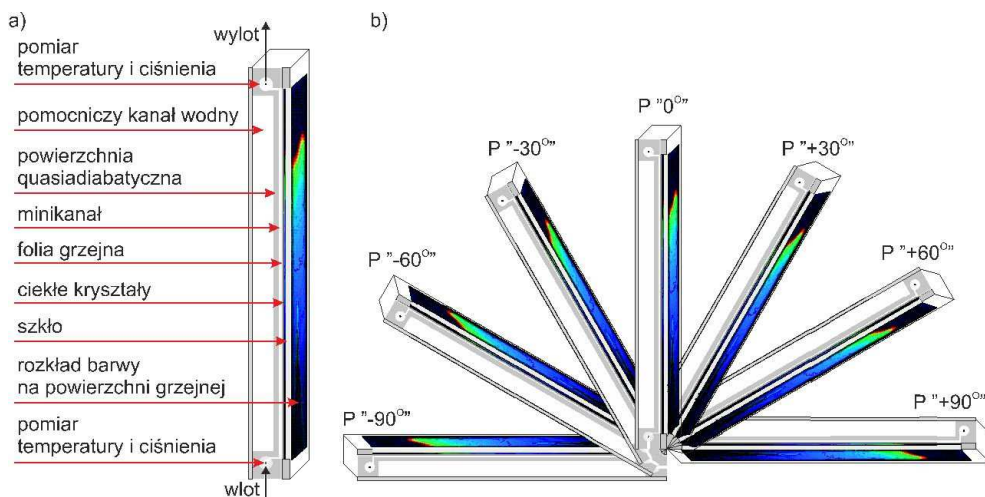 a)
wylot
pomiar
temperatury i ciśnienia
pomocniczy kanał wodny
powierzchnia
quasiadiabatyczna
minikanał
folia grzejna
ciekłe kryształy
szkło
rozkład barwy
na powierzchni grzejnej
pomiar
temperatury i ciśnienia
wlot
b)
P "0°"
P "-30°"
P "+30°"
P "-60°"
P "+60°"
P "-90°"
P "+90°"